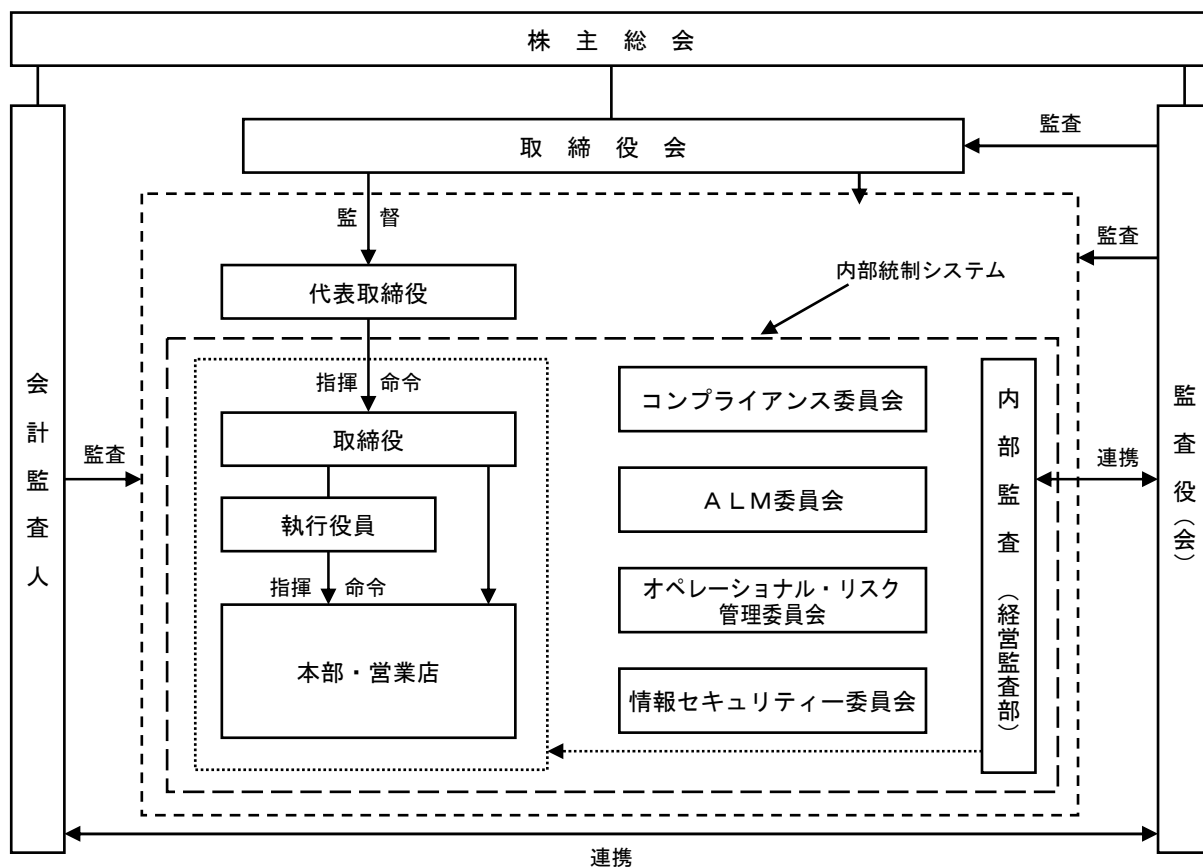 株主総会
取締役会
監査
監督
監査
代表取締役
内部統制システム
指揮 命令
取締役
執行役員
指揮 命令
本部・営業店
コンプライアンス委員会
ＡＬＭ委員会
オペレーショナル・リスク
管理委員会
情報セキュリティー委員会
内部監査（経営監査部）
会計監査人
監査
連携
監査役（会）
連携